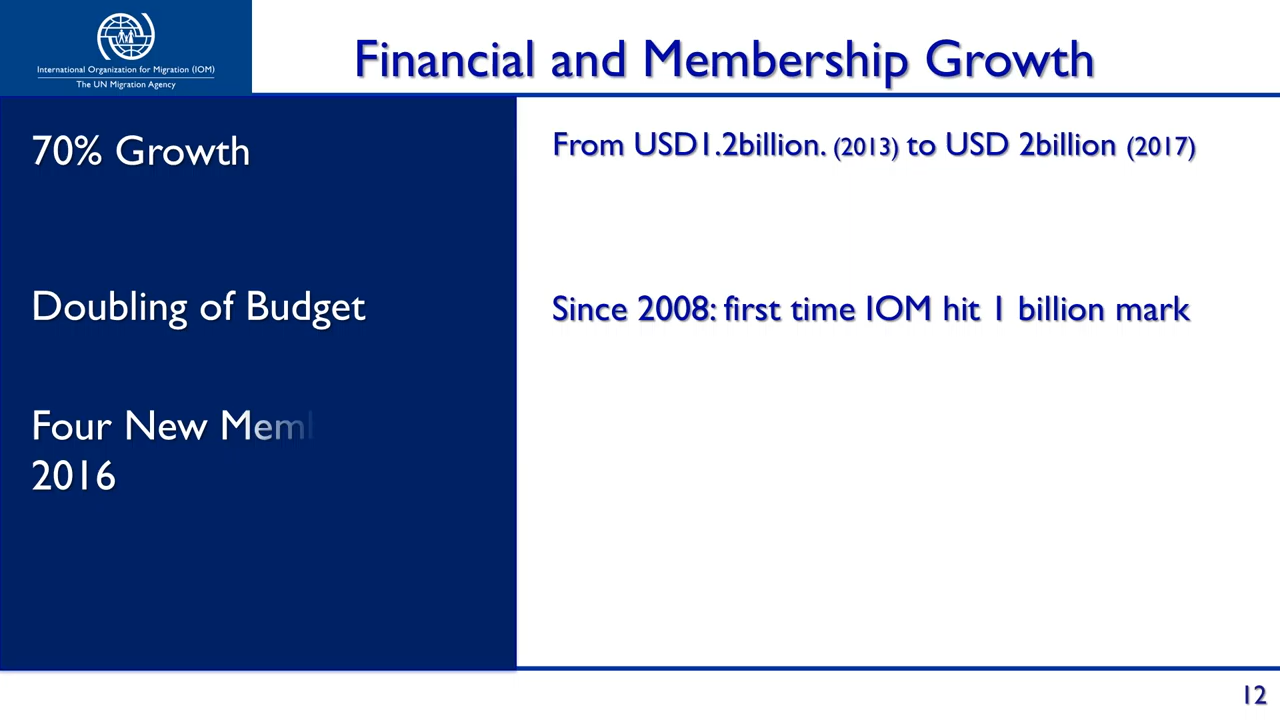 International Organization for Migration (IOM)
The UN Migration Agency
Financial and Membership Growth
70% Growth
From USD1.2billion. (2013) to USD 2billion (2017)
Doubling of Budget
Since 2008: first time IOM hit 1 billion mark
Four New
2016
12